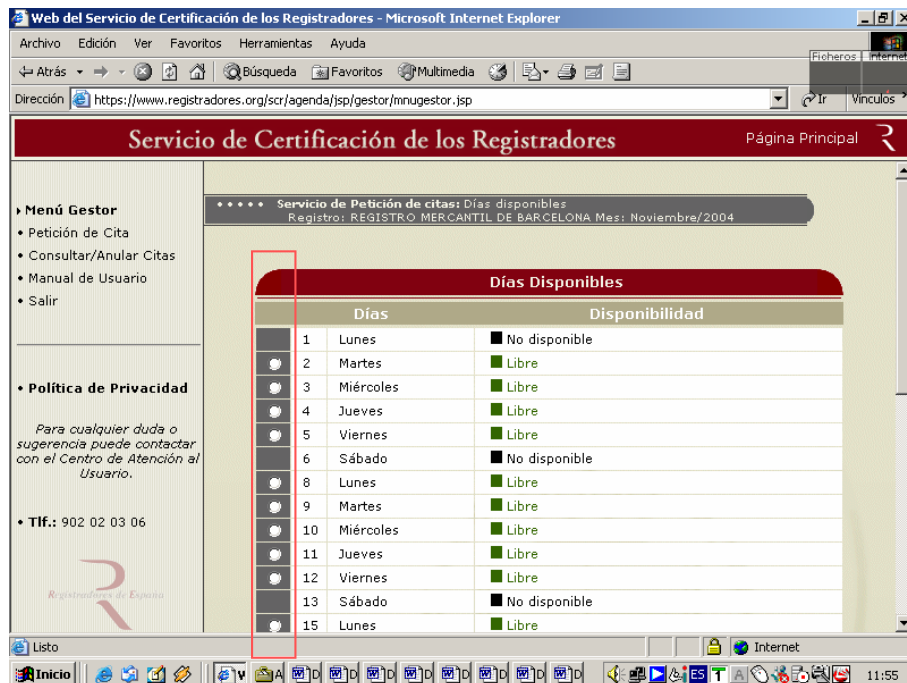 Web del Servicio de Certificación de los Registradores - Microsoft Internet Explorer
Archivo Edición Ver Favoritos Herramientas Ayuda
Ficheros Internet
Atrás Búsqueda Favoritos Multimedia
Dirección https://www.registradores.org/scr/agenda/jsp/gestor/mnugestor.jsp Ir Vínculos
Servicio de Certificación de los Registradores Página Principal
Menú Gestor
• Petición de Cita
• Consultar/Anular Citas
• Manual de Usuario
• Salir
• Política de Privacidad
Para cualquier duda o
sugerencia puede contactar
con el Centro de Atención al
Usuario.
• Tlf.: 902 02 03 06
Registradores de España
Servicio de Petición de citas: Días disponibles
Registro: REGISTRO MERCANTIL DE BARCELONA Mes: Noviembre/2004
Días Disponibles
Días Disponibilidad
1 Lunes No disponible
2 Martes Libre
3 Miércoles Libre
4 Jueves Libre
5 Viernes Libre
6 Sábado No disponible
8 Lunes Libre
9 Martes Libre
10 Miércoles Libre
11 Jueves Libre
12 Viernes Libre
13 Sábado No disponible
15 Lunes Libre
Listo Internet
Inicio V A D D D D D D D D ES T A 11:55